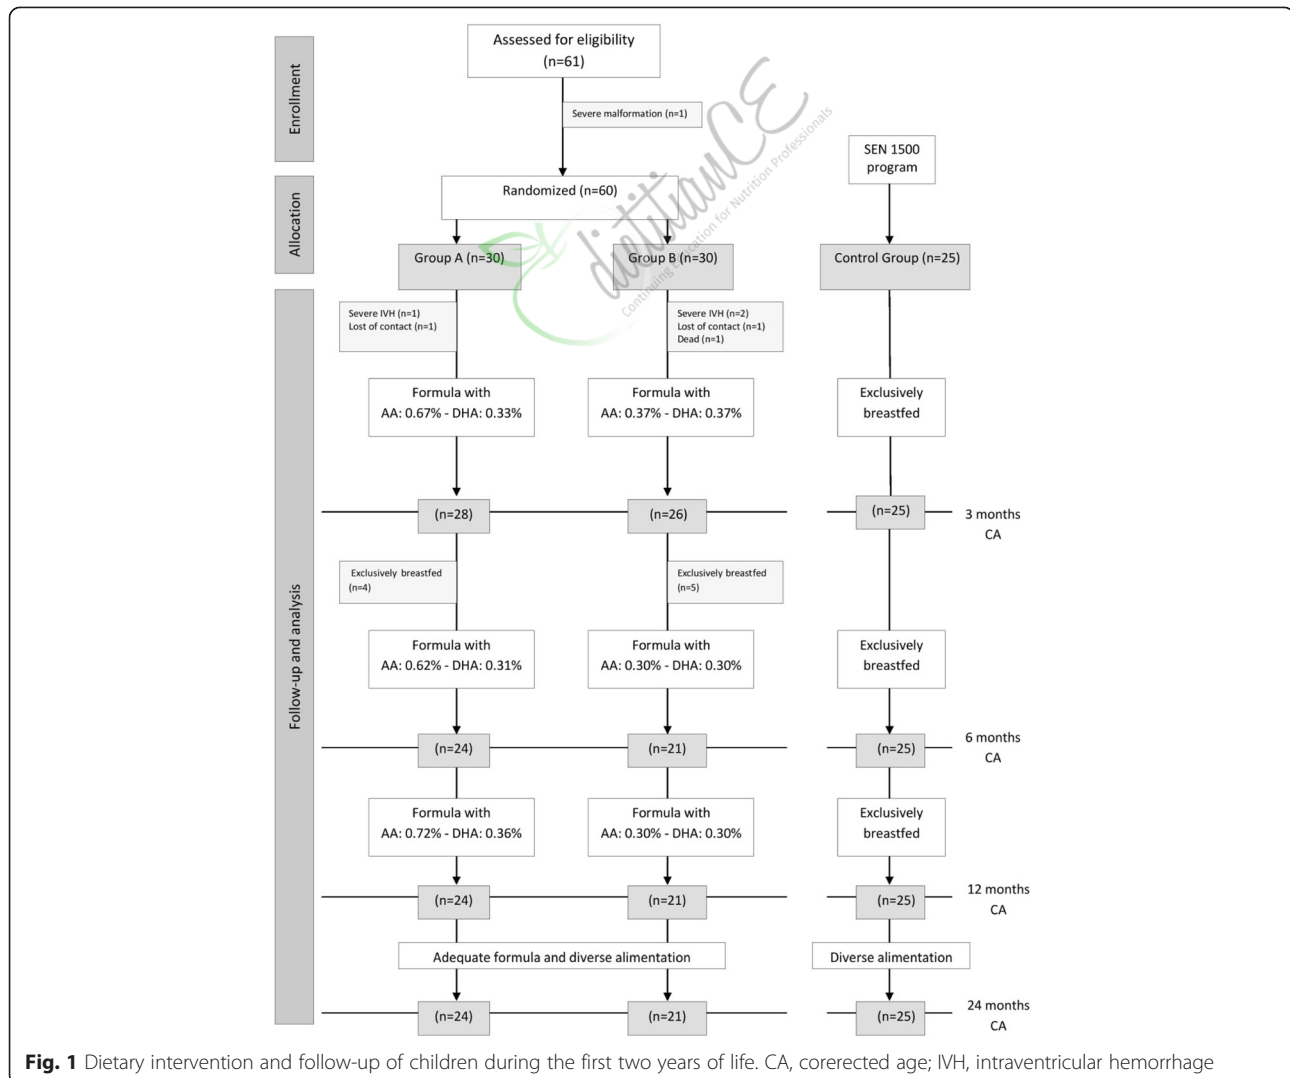 Enrollment
Assessed for eligibility
(n=61)
Severe malformation (n=1)
SEN 1500
program
Allocation
Randomized (n=60)
Group A (n=30)
Group B (n=30)
Control Group (n=25)
dietitianCE
Continuing Education for Nutrition Professionals
Follow-up and analysis
Severe IVH (n=1)
Lost of contact (n=1)
Severe IVH (n=2)
Lost of contact (n=1)
Dead (n=1)
Formula with
AA: 0.67% - DHA: 0.33%
Formula with
AA: 0.37% - DHA: 0.37%
Exclusively
breastfed
(n=28)
(n=26)
(n=25)
3 months
CA
Exclusively breastfed
(n=4)
Exclusively breastfed
(n=5)
Formula with
AA: 0.62% - DHA: 0.31%
Formula with
AA: 0.30% - DHA: 0.30%
Exclusively
breastfed
(n=24)
(n=21)
(n=25)
6 months
CA
Formula with
AA: 0.72% - DHA: 0.36%
Formula with
AA: 0.30% - DHA: 0.30%
Exclusively
breastfed
(n=24)
(n=21)
(n=25)
12 months
CA
Adequate formula and diverse alimentation
Diverse alimentation
(n=24)
(n=21)
(n=25)
24 months
CA
Fig. 1 Dietary intervention and follow-up of children during the first two years of life. CA, corerected age; IVH, intraventricular hemorrhage